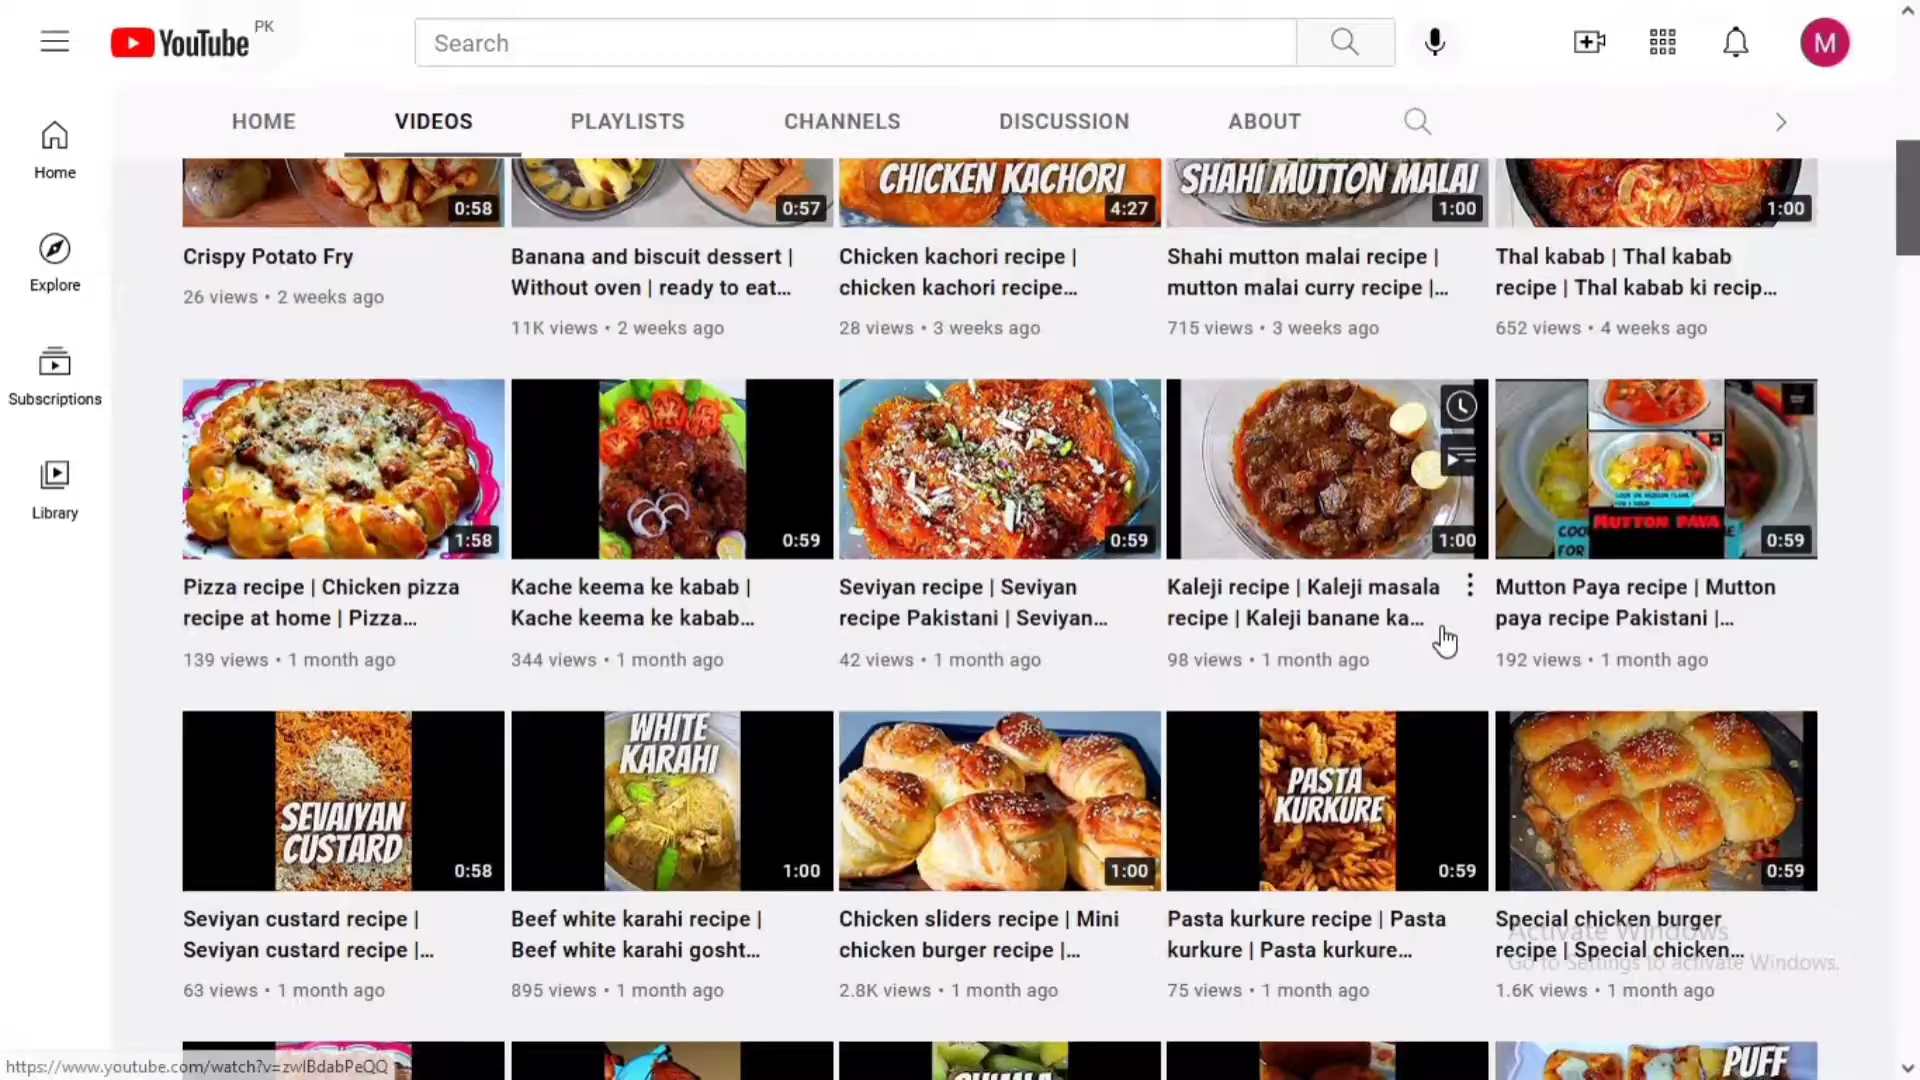 YouTube PK
Search
M
Home
Explore
Subscriptions
Library
HOME VIDEOS PLAYLISTS CHANNELS DISCUSSION ABOUT
0:58
0:57
CHICKEN KACHORI
4:27
SHAHI MUTTON MALAI
1:00
1:00
Crispy Potato Fry
26 views • 2 weeks ago
Banana and biscuit dessert |
Without oven | ready to eat...
11K views • 2 weeks ago
Chicken kachori recipe |
chicken kachori recipe...
28 views • 3 weeks ago
Shahi mutton malai recipe |
mutton malai curry recipe |...
715 views • 3 weeks ago
Thal kabab | Thal kabab
recipe | Thal kabab ki recip...
652 views • 4 weeks ago
1:58
0:59
0:59
1:00
MUTTON PAYA
COO
FOR
E
0:59
Pizza recipe | Chicken pizza
recipe at home | Pizza...
139 views • 1 month ago
Kache keema ke kabab |
Kache keema ke kabab...
344 views • 1 month ago
Seviyan recipe | Seviyan
recipe Pakistani | Seviyan...
42 views • 1 month ago
Kaleji recipe | Kaleji masala
recipe | Kaleji banane ka...
98 views • 1 month ago
Mutton Paya recipe | Mutton
paya recipe Pakistani |...
192 views • 1 month ago
SEVAIYAN
CUSTARD
0:58
WHITE
KARAHI
1:00
1:00
PASTA
KURKURE
0:59
0:59
Seviyan custard recipe |
Seviyan custard recipe |...
63 views • 1 month ago
Beef white karahi recipe |
Beef white karahi gosht...
895 views • 1 month ago
Chicken sliders recipe | Mini
chicken burger recipe |...
2.8K views • 1 month ago
Pasta kurkure recipe | Pasta
kurkure | Pasta kurkure...
75 views • 1 month ago
Special chicken burger
recipe | Special chicken...
1.6K views • 1 month ago
Activate Windows
Go to Settings to activate Windows.
PUFF
https://www.youtube.com/watch?v=zwIBdabPeQQ